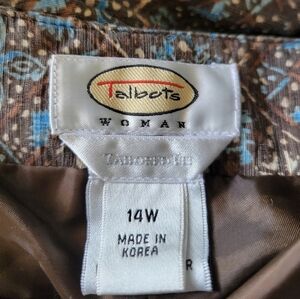 Talbots
WOMAN
14W
MADE IN
KOREA
R